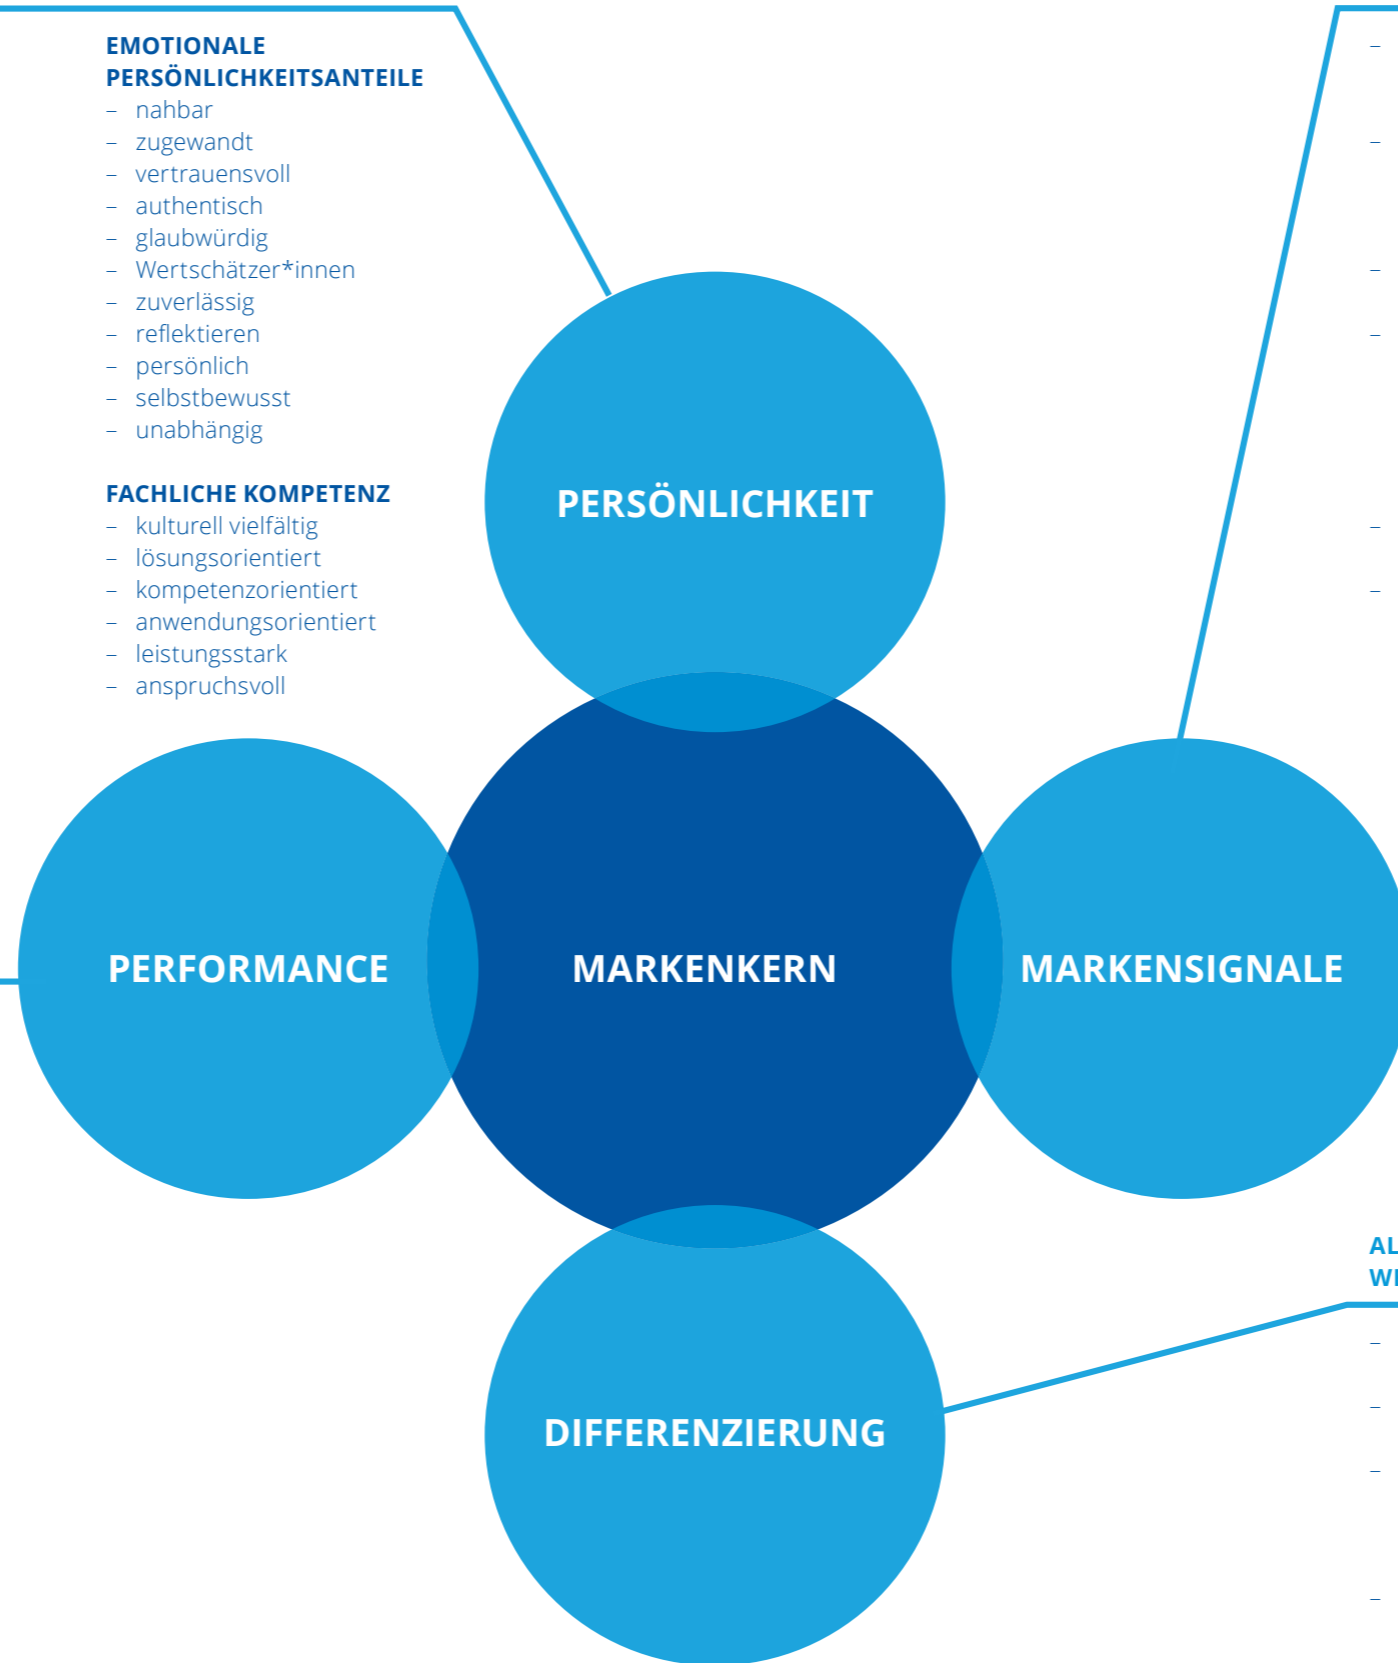 EMOTIONALE
PERSÖNLICHKEITSANTEILE
– nahbar
– zugewandt
– vertrauensvoll
– authentisch
– glaubwürdig
– Wertschätzer*innen
– zuverlässig
– reflektieren
– persönlich
– selbstbewusst
– unabhängig
FACHLICHE KOMPETENZ
– kulturell vielfältig
– lösungsorientiert
– kompetenzorientiert
– anwendungsorientiert
– leistungsstark
– anspruchsvoll
PERSÖNLICHKEIT
PERFORMANCE
MARKENKERN
MARKENSIGNALE
DIFFERENZIERUNG